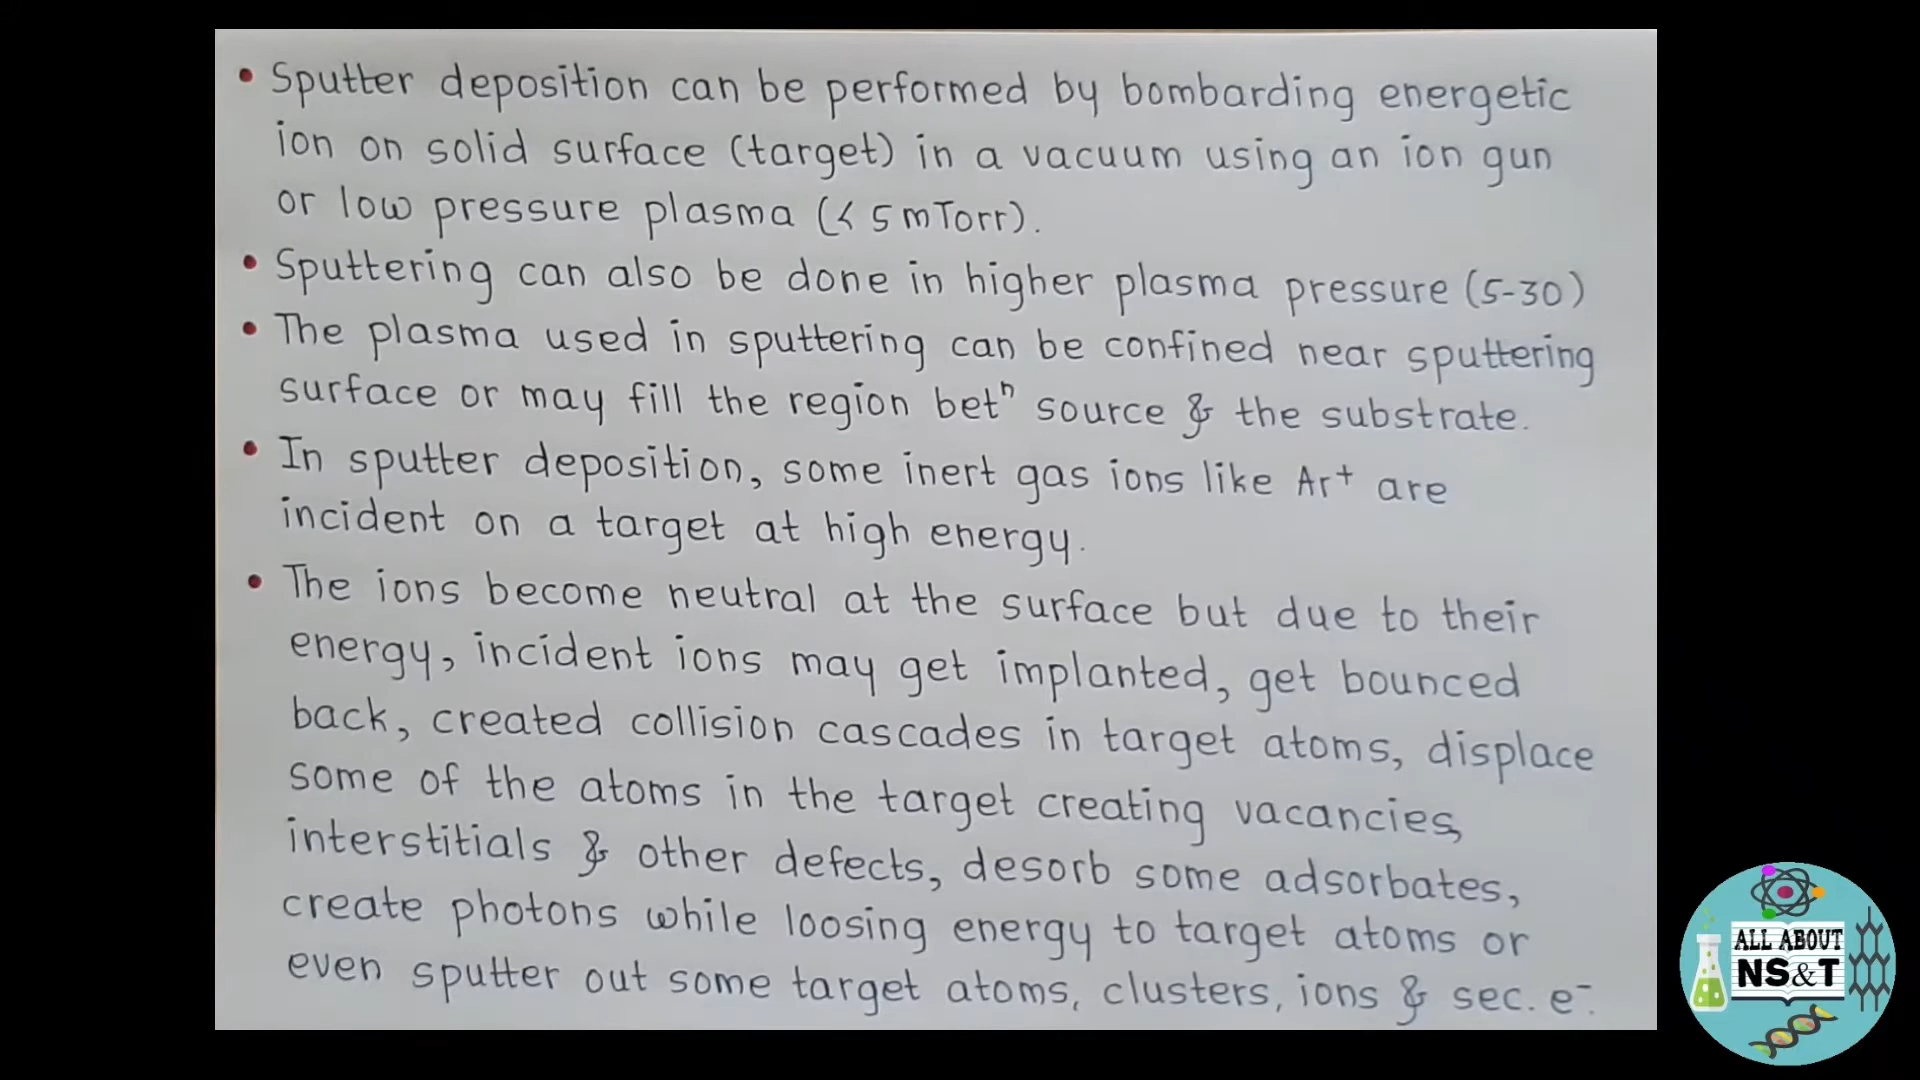 • Sputter deposition can be performed by bombarding energetic
ion on solid surface (target) in a vacuum using an ion gun
or low pressure plasma (< 5 mTorr).
• Sputtering can also be done in higher plasma pressure (5-30)
• The plasma used in sputtering can be confined near sputtering
surface or may fill the region betⁿ source & the substrate.
• In sputter deposition, some inert gas ions like Ar⁺ are
incident on a target at high energy.
• The ions become neutral at the surface but due to their
energy, incident ions may get implanted, get bounced
back, created collision cascades in target atoms, displace
some of the atoms in the target creating vacancies,
interstitials & other defects, desorb some adsorbates,
create photons while loosing energy to target atoms or
even sputter out some target atoms, clusters, ions & sec. e⁻.
ALL ABOUT
NS&T